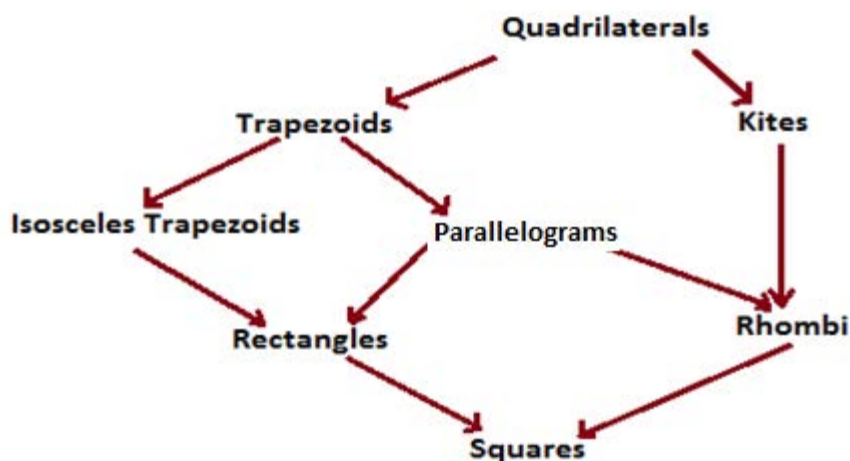 Quadrilaterals
Trapezoids
Kites
Isosceles Trapezoids
Parallelograms
Rectangles
Rhombi
Squares